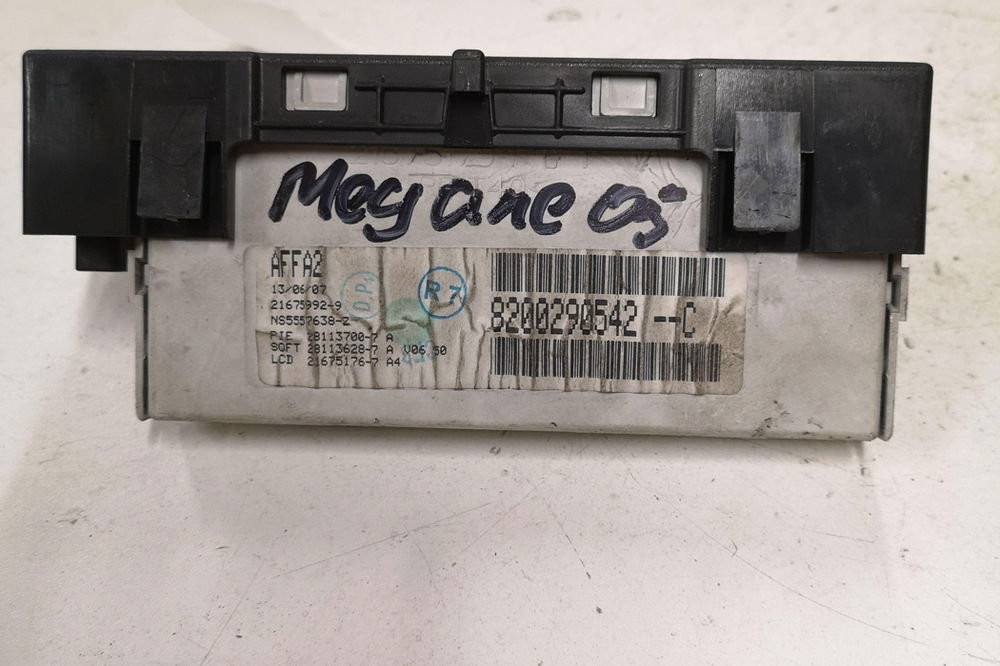 Megane 05
AFFA2
13/06/07
21675992-9
D.P.
R7
NS5557638-Z
8200290542 --C
PIE 28113700-7 A
SOFT 28113628-7 A V06.50
LCD 21675176-7 A4